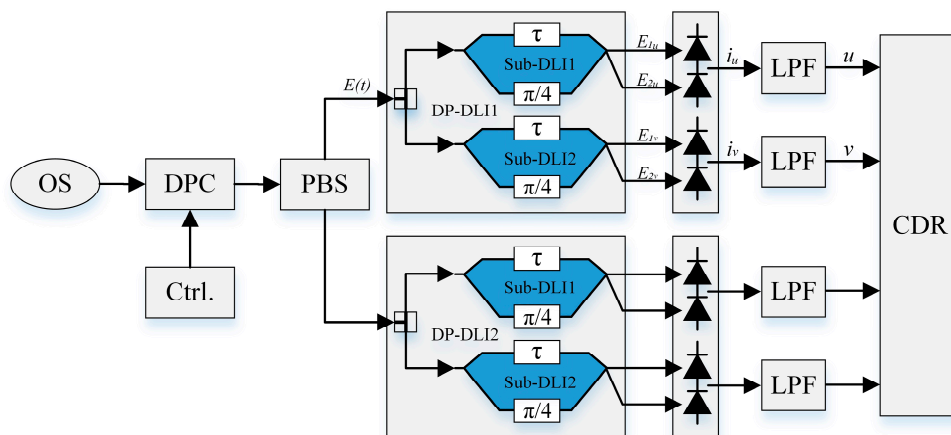 OS
DPC
Ctrl.
PBS
E(t)
DP-DLI1
τ
Sub-DLI1
π/4
τ
Sub-DLI2
π/4
E1u
E2u
E1v
E2v
iu
iv
LPF
u
LPF
v
DP-DLI2
τ
Sub-DLI1
π/4
τ
Sub-DLI2
π/4
LPF
LPF
CDR